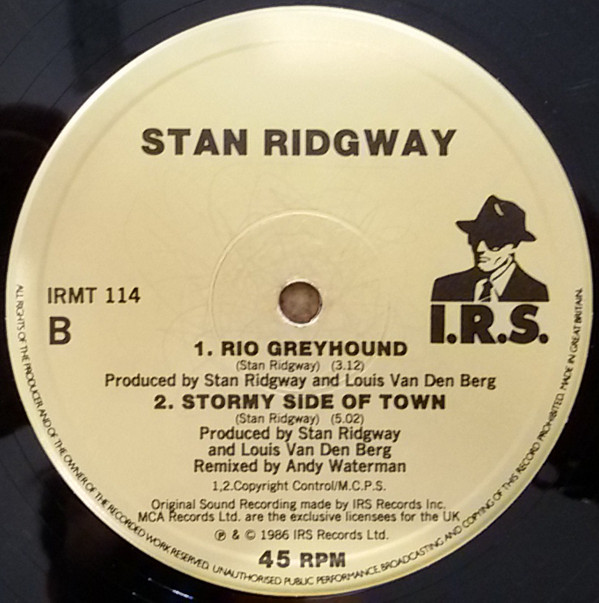 STAN RIDGWAY
IRMT 114
B
I.R.S.
1. RIO GREYHOUND
(Stan Ridgway) (3.12)
Produced by Stan Ridgway and Louis Van Den Berg
2. STORMY SIDE OF TOWN
(Stan Ridgway) (5.02)
Produced by Stan Ridgway
and Louis Van Den Berg
Remixed by Andy Waterman
1,2.Copyright Control/M.C.P.S.
Original Sound Recording made by IRS Records Inc.
MCA Records Ltd. are the exclusive licensees for the UK
℗ & © 1986 IRS Records Ltd.
45 RPM
ALL RIGHTS OF THE PRODUCER AND OF THE OWNER OF THE RECORDED WORK RESERVED. UNAUTHORISED PUBLIC PERFORMANCE, BROADCASTING AND COPYING OF THIS RECORD PROHIBITED. MADE IN GREAT BRITAIN.